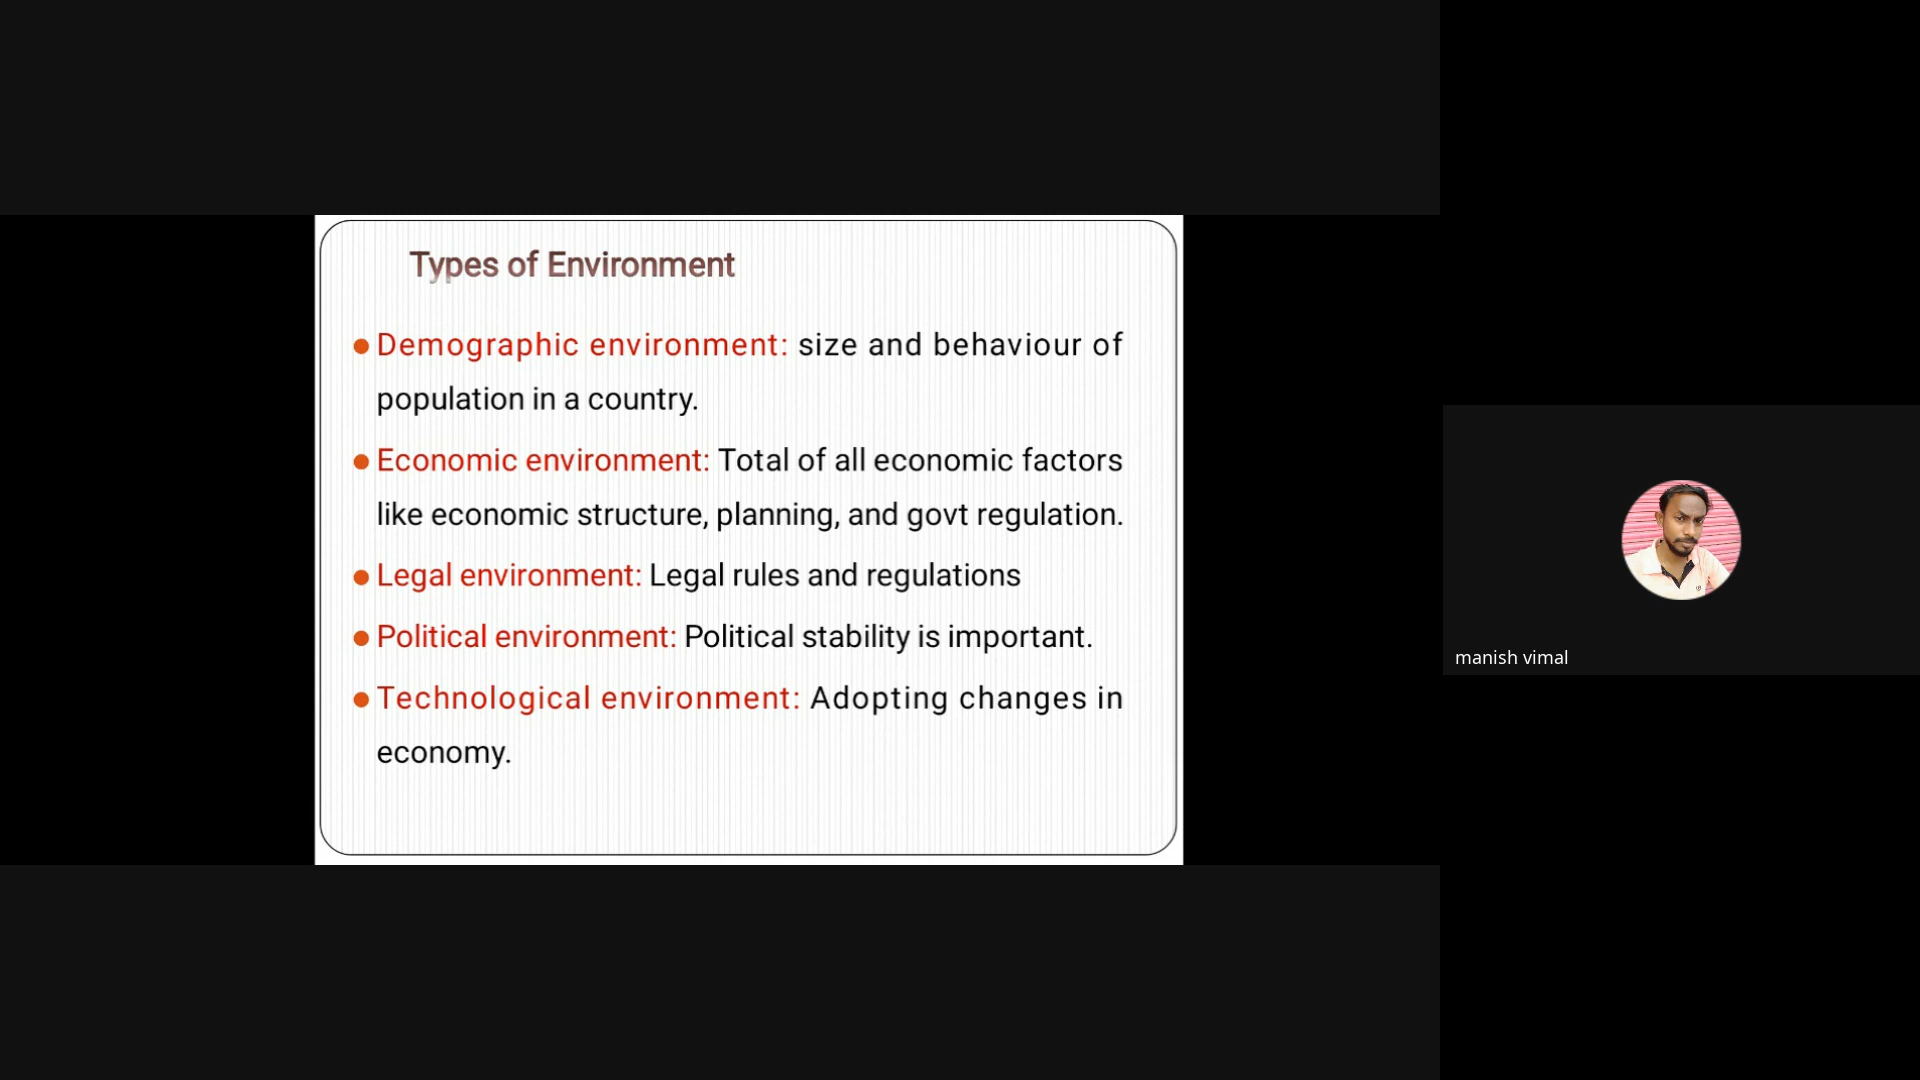 Types of Environment
Demographic environment: size and behaviour of
population in a country.
Economic environment: Total of all economic factors
like economic structure, planning, and govt regulation.
Legal environment: Legal rules and regulations
Political environment: Political stability is important.
Technological environment: Adopting changes in
economy.
manish vimal